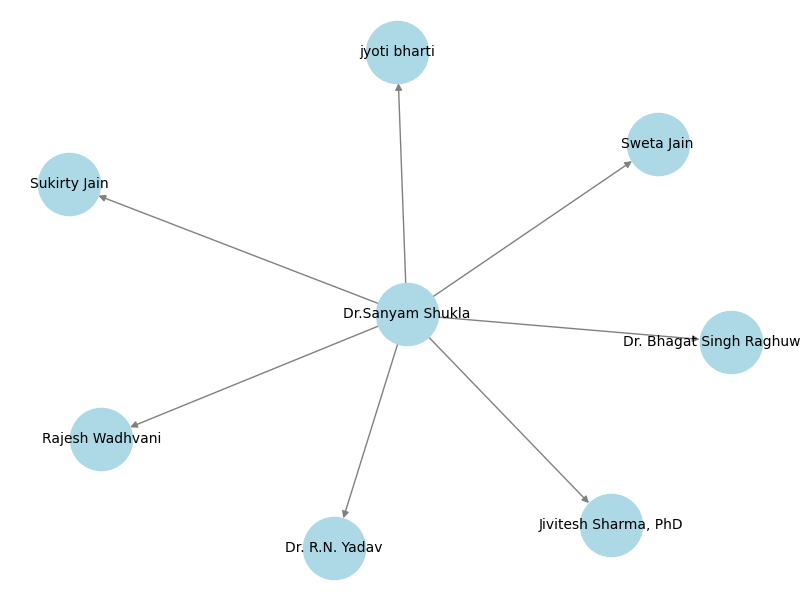 jyoti bharti
Sweta Jain
Sukirty Jain
Dr.Sanyam Shukla
Dr. Bhagat Singh Raghuw
Rajesh Wadhvani
Jivitesh Sharma, PhD
Dr. R.N. Yadav